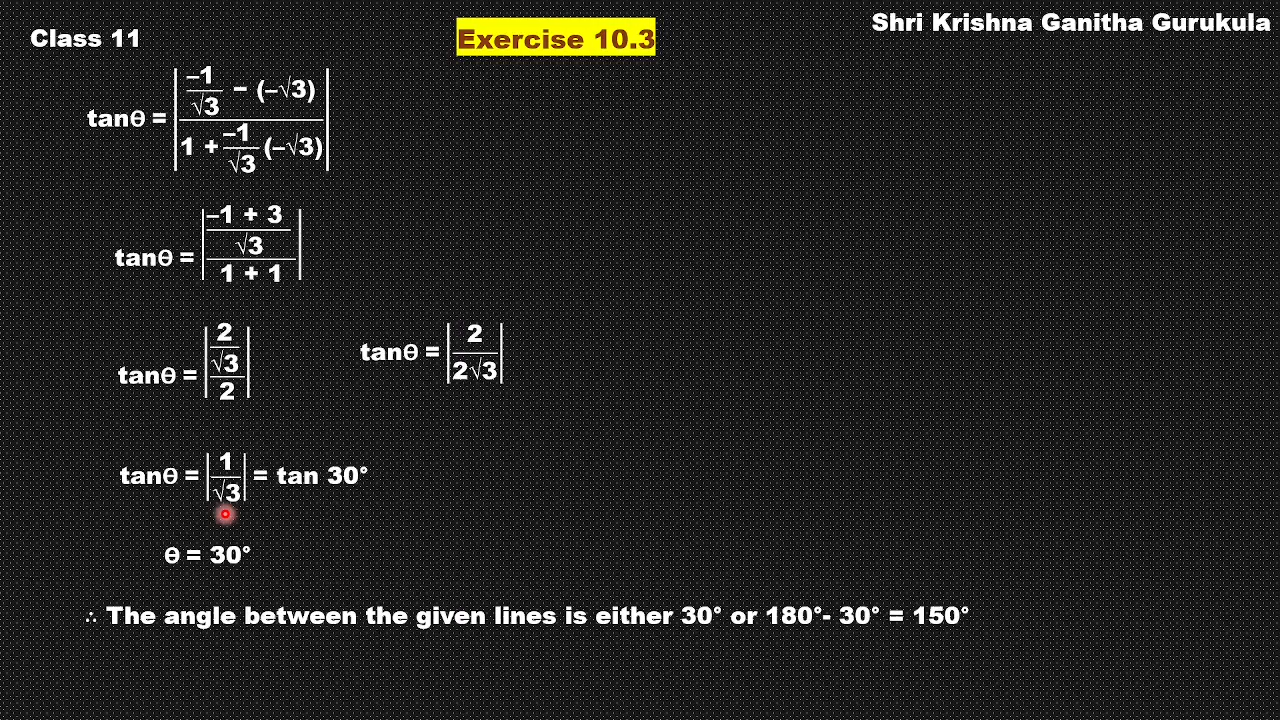 Class 11
Exercise 10.3
Shri Krishna Ganitha Gurukula
tanθ = | (–1/√3 – (–√3)) / (1 + –1/√3 (–√3)) |
tanθ = | ((–1 + 3)/√3) / (1 + 1) |
tanθ = | (2/√3) / 2 |
tanθ = | 2 / 2√3 |
tanθ = | 1/√3 | = tan 30°
θ = 30°
∴ The angle between the given lines is either 30° or 180°- 30° = 150°